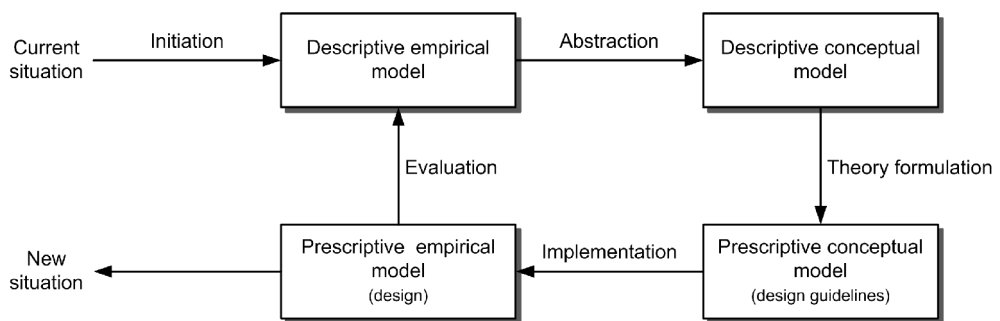 Current
situation
Initiation
Descriptive empirical
model
Abstraction
Descriptive conceptual
model
Evaluation
Theory formulation
New
situation
Prescriptive empirical
model
(design)
Implementation
Prescriptive conceptual
model
(design guidelines)